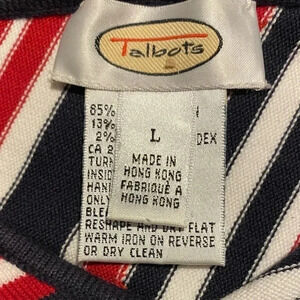 Talbots
85%
13%
2% DEX
CA 2
L
MADE IN
HONG KONG
FABRIQUÉ A
HONG KONG
TURN
INSID
HAN
ONLY
BLE
RESHAPE AND DRY FLAT
WARM IRON ON REVERSE
OR DRY CLEAN